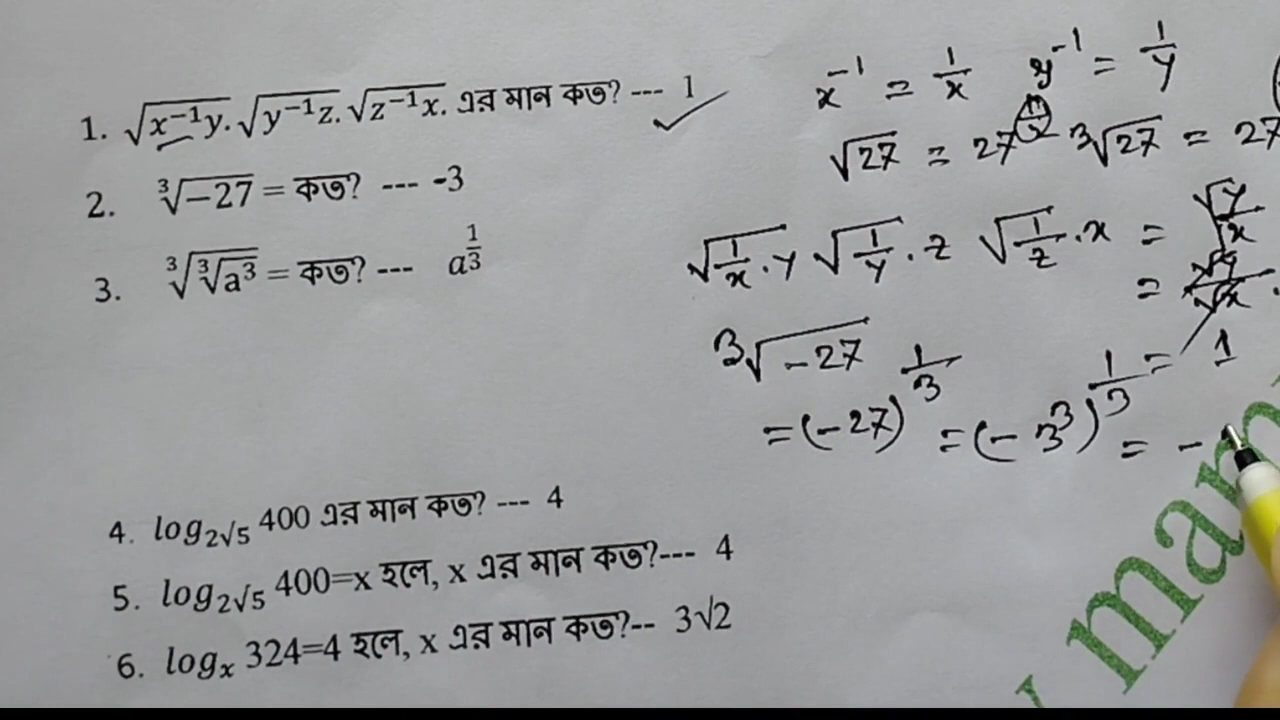 1. √x⁻¹y. √y⁻¹z. √z⁻¹x. এর মান কত? --- 1
2. ∛-27 = কত? --- -3
3. ∛∛a³ = কত? --- a^(1/3)
4. log₂√₅ 400 এর মান কত? --- 4
5. log₂√₅ 400=x হলে, x এর মান কত?--- 4
6. logₓ 324=4 হলে, x এর মান কত?-- 3√2
x⁻¹ = 1/x y⁻¹ = 1/y
√27 = 27 3√27 = 27
√1/x . y √1/y . z √1/z . x = √y/√x
= √y/√x .
= 1
3√-27
= (-27)^(1/3) = (-3³)^(1/3) = -
mam